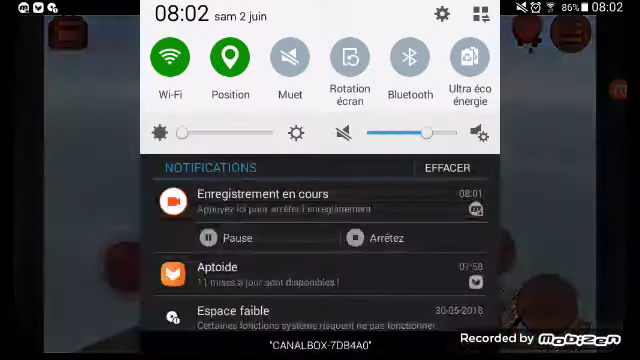 86% 08:02
08:02 sam 2 juin
Wi-Fi
Position
Muet
Rotation
écran
Bluetooth
Ultra éco
énergie
NOTIFICATIONS
EFFACER
Enregistrement en cours 08:01
Appuyez ici pour arrêter l'enregistrement
Pause
Arrêtez
Aptoide 07:58
11 mises à jour sont disponibles !
Espace faible 30-05-2018
Certaines fonctions système risquent ne pas fonctionner.
"CANALBOX-7DB4A0"
Recorded by Mobizen